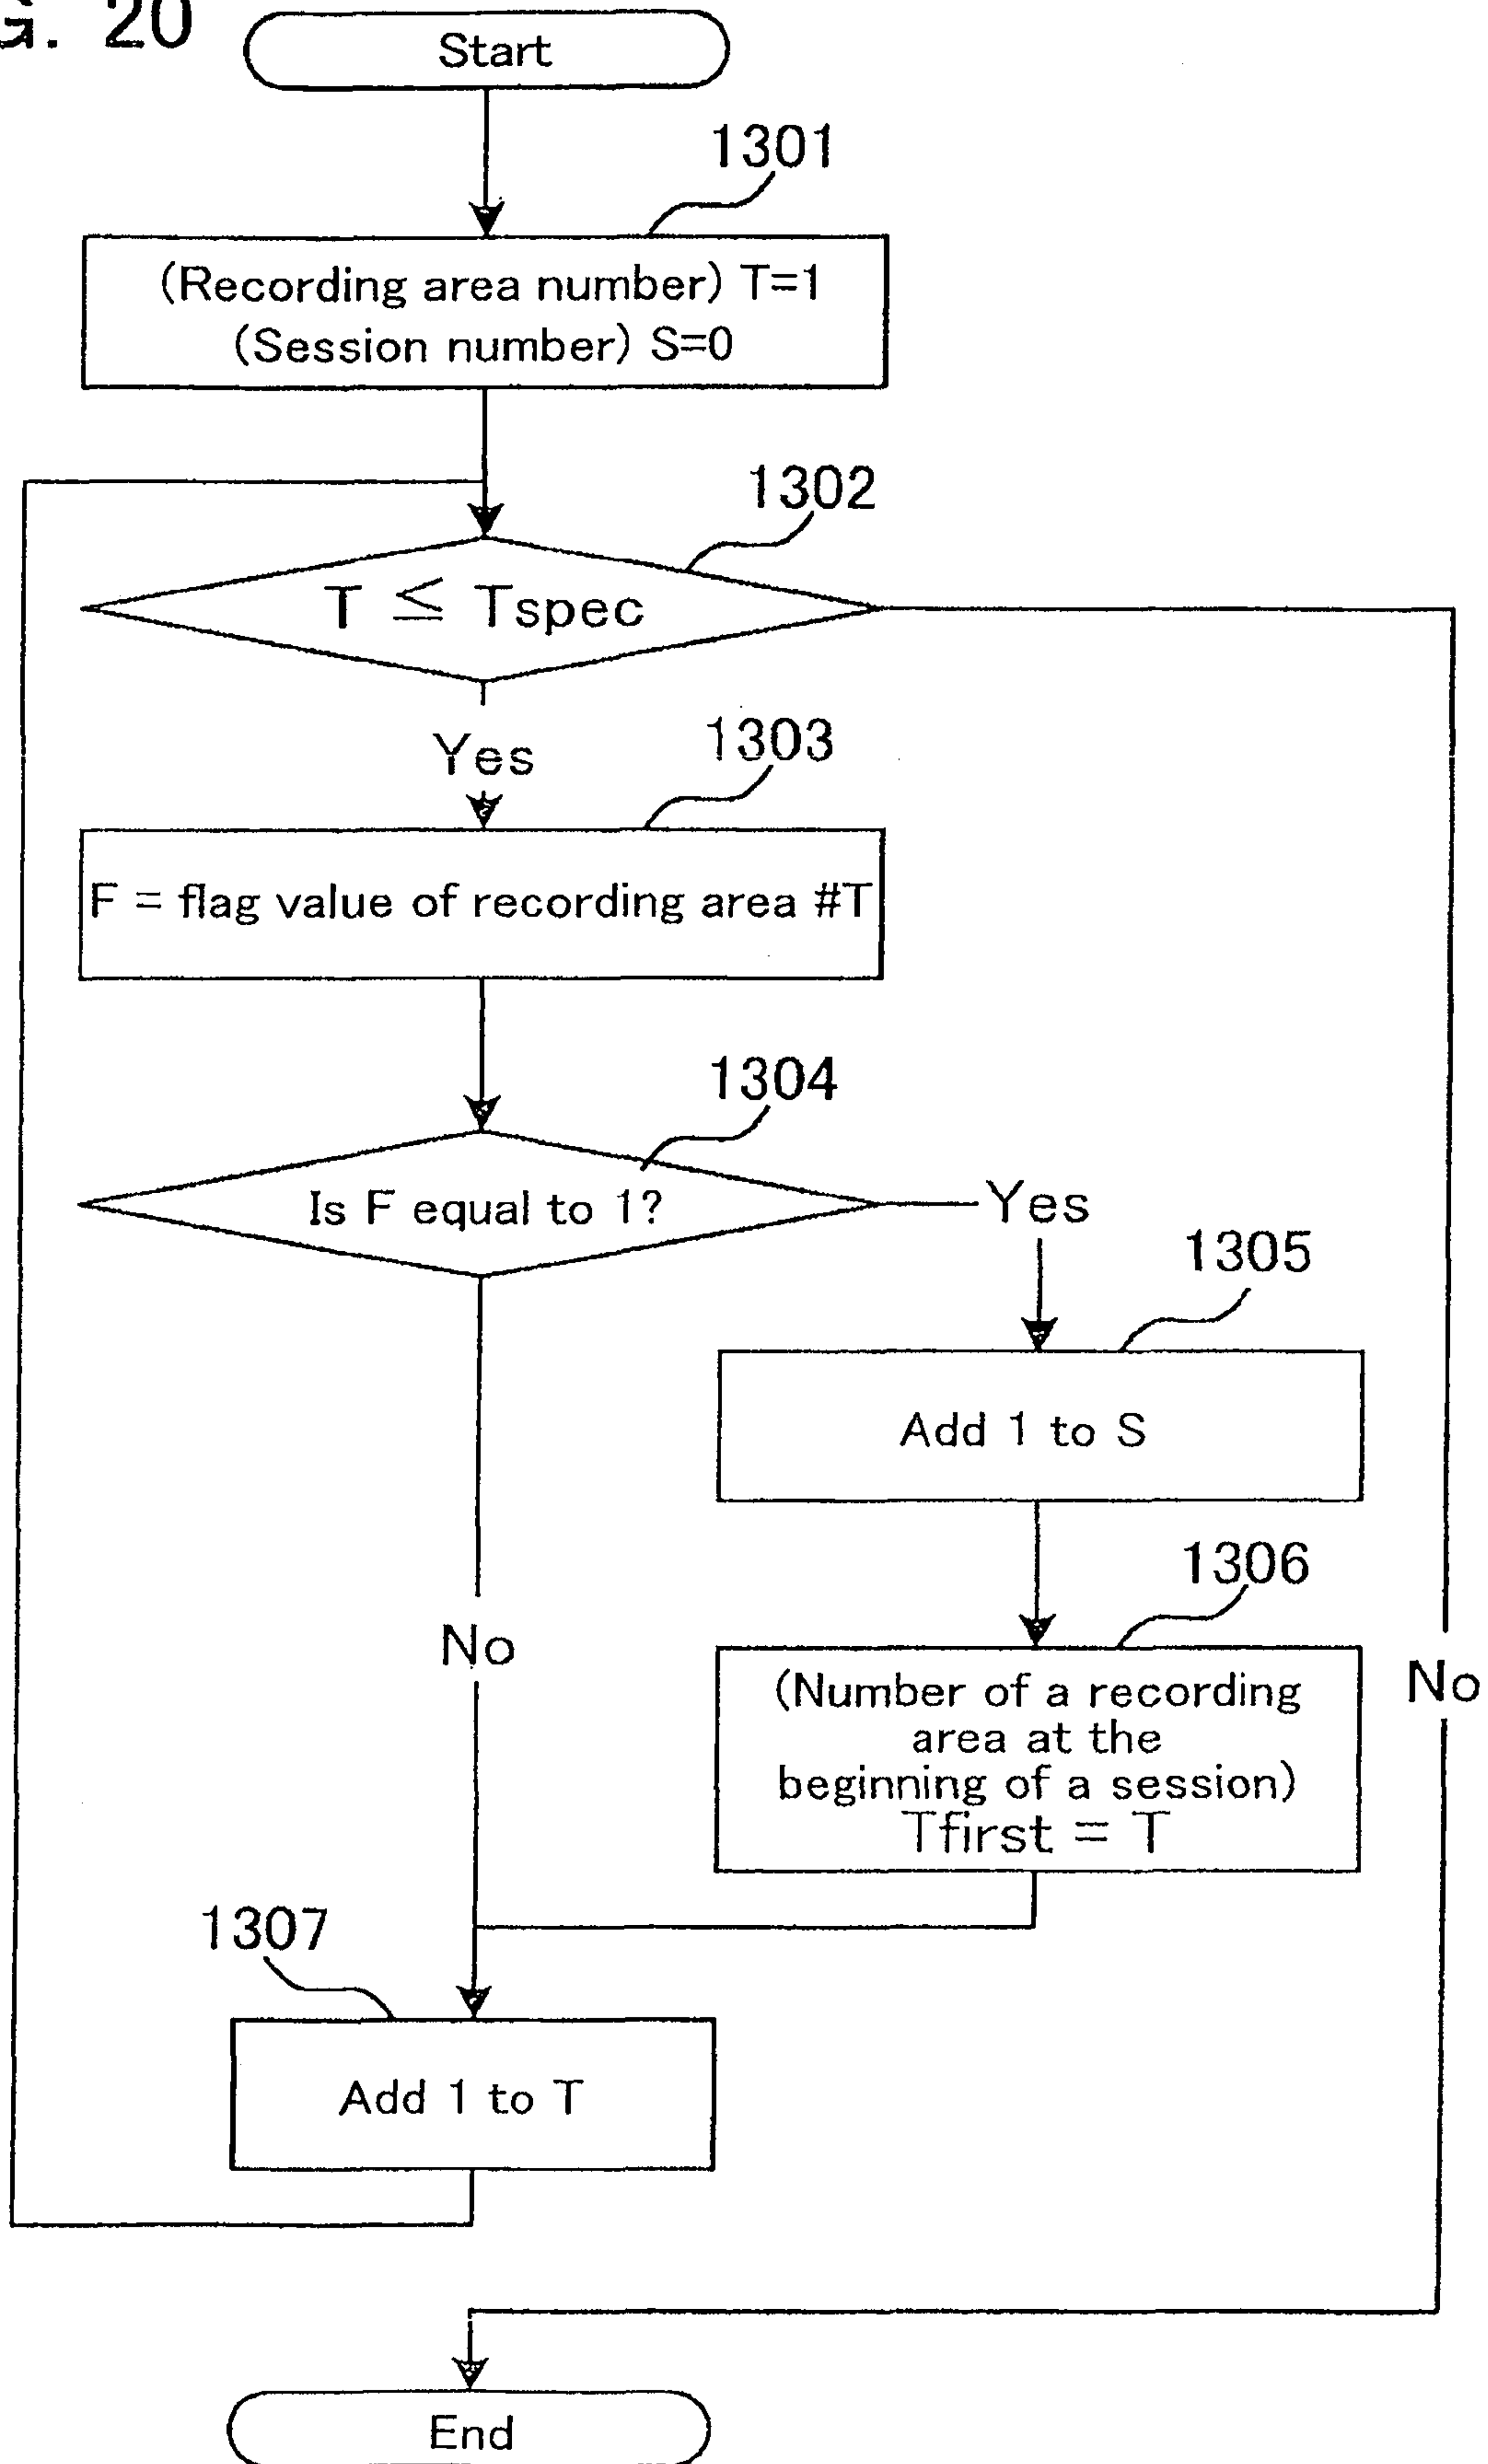 G. 20
Start
1301
(Recording area number) T=1
(Session number) S=0
1302
T ≤ Tspec
Yes
1303
F = flag value of recording area #T
1304
Is F equal to 1?
Yes
1305
Add 1 to S
1306
(Number of a recording
area at the
beginning of a session)
Tfirst = T
No
No
1307
Add 1 to T
End